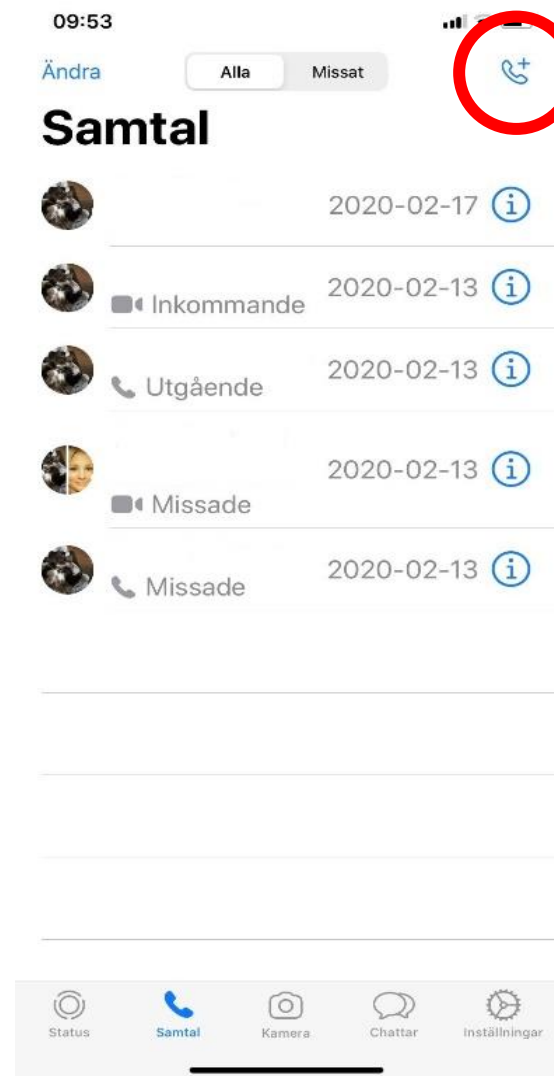 09:53
Ändra Alla Missat
Samtal
2020-02-17
2020-02-13
Inkommande
2020-02-13
Utgående
2020-02-13
Missade
2020-02-13
Missade
Status Samtal Kamera Chattar Inställningar